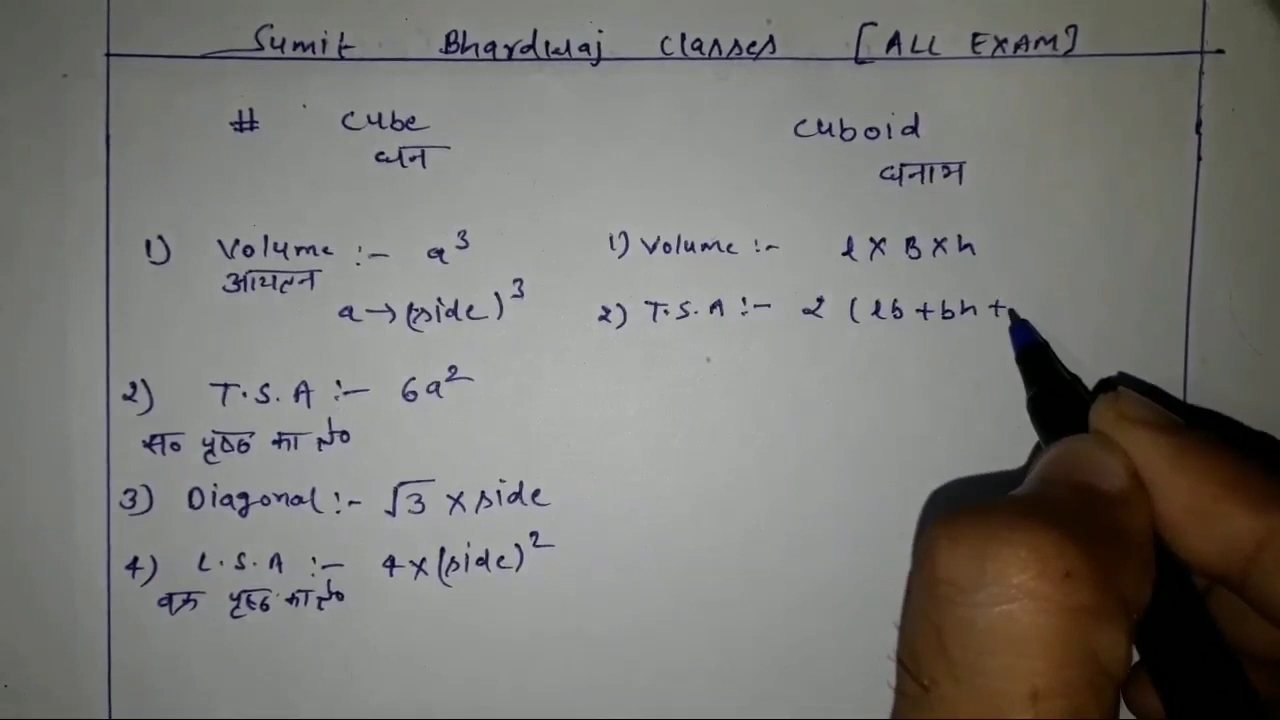 Sumit Bhardwaj Classes [ALL EXAM]
# Cube
घन
1) Volume :- a³
आयतन
a → (side)³
2) T.S.A :- 6a²
स० पृष्ठ का क्षे०
3) Diagonal :- √3 × side
4) L.S.A :- 4×(side)²
वक्र पृष्ठ का क्षे०
Cuboid
घनाभ
1) Volume :- l × B × h
2) T.S.A :- 2 (lb + bh +